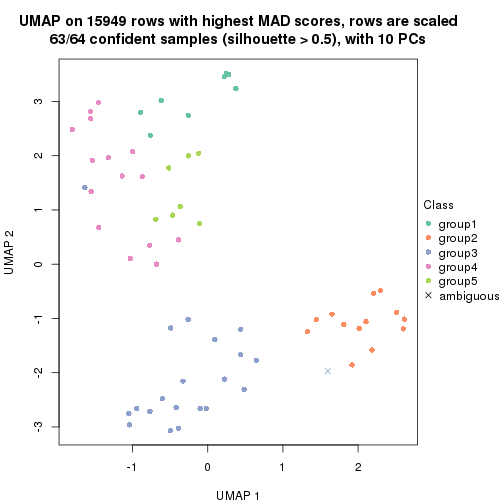 UMAP on 15949 rows with highest MAD scores, rows are scaled
63/64 confident samples (silhouette > 0.5), with 10 PCs
3
2
1
0
-1
-2
-3
UMAP 2
-1
0
1
2
UMAP 1
Class
group1
group2
group3
group4
group5
ambiguous